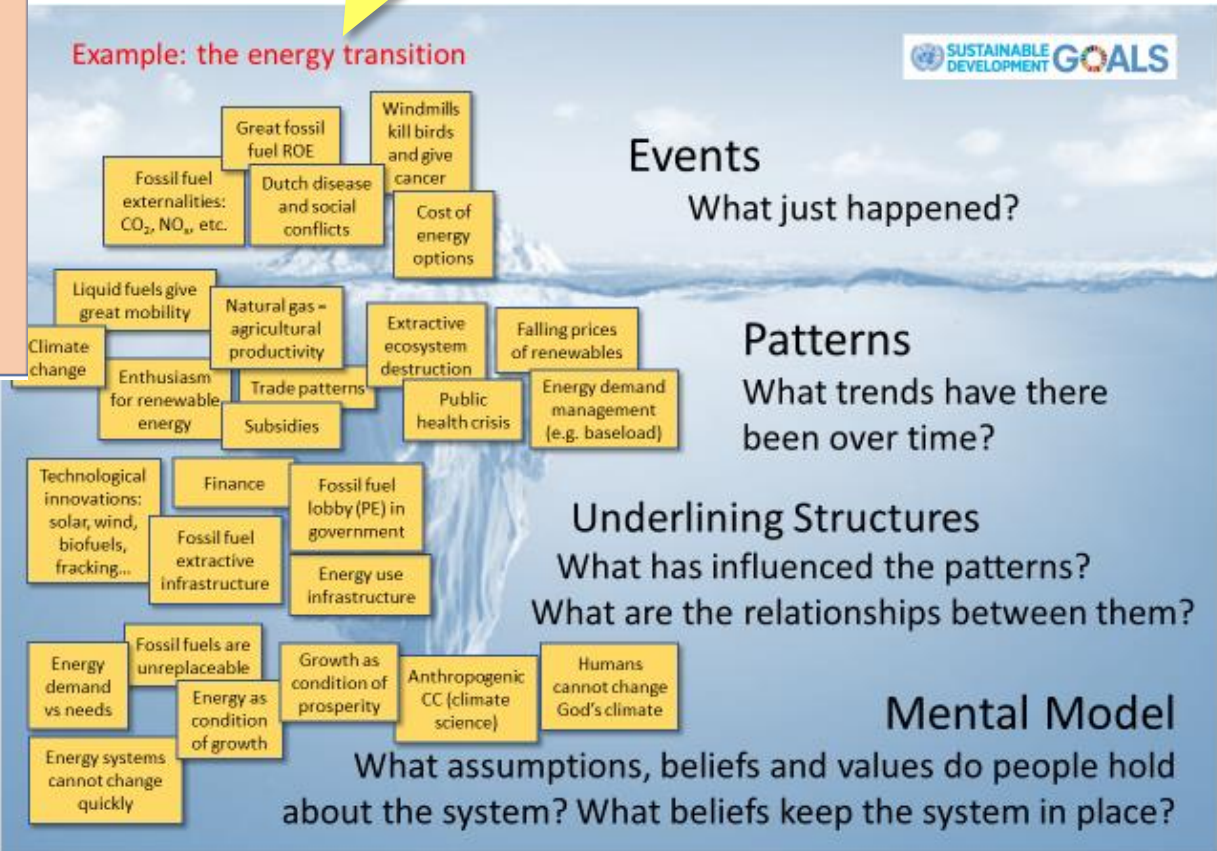 Example: the energy transition
SUSTAINABLE
DEVELOPMENT GOALS
Great fossil
fuel ROE
Windmills
kill birds
and give
cancer
Fossil fuel
externalities:
CO₂, NOₓ, etc.
Dutch disease
and social
conflicts
Cost of
energy
options
Events
What just happened?
Liquid fuels give
great mobility
Natural gas =
agricultural
productivity
Extractive
ecosystem
destruction
Falling prices
of renewables
Climate
change
Enthusiasm
for renewable
energy
Trade patterns
Subsidies
Public
health crisis
Energy demand
management
(e.g. baseload)
Patterns
What trends have there
been over time?
Technological
innovations:
solar, wind,
biofuels,
fracking...
Finance
Fossil fuel
lobby (PE) in
government
Fossil fuel
extractive
infrastructure
Energy use
infrastructure
Underlining Structures
What has influenced the patterns?
What are the relationships between them?
Energy
demand
vs needs
Fossil fuels are
unreplaceable
Energy as
condition
of growth
Growth as
condition of
prosperity
Anthropogenic
CC (climate
science)
Humans
cannot change
God's climate
Energy systems
cannot change
quickly
Mental Model
What assumptions, beliefs and values do people hold
about the system? What beliefs keep the system in place?